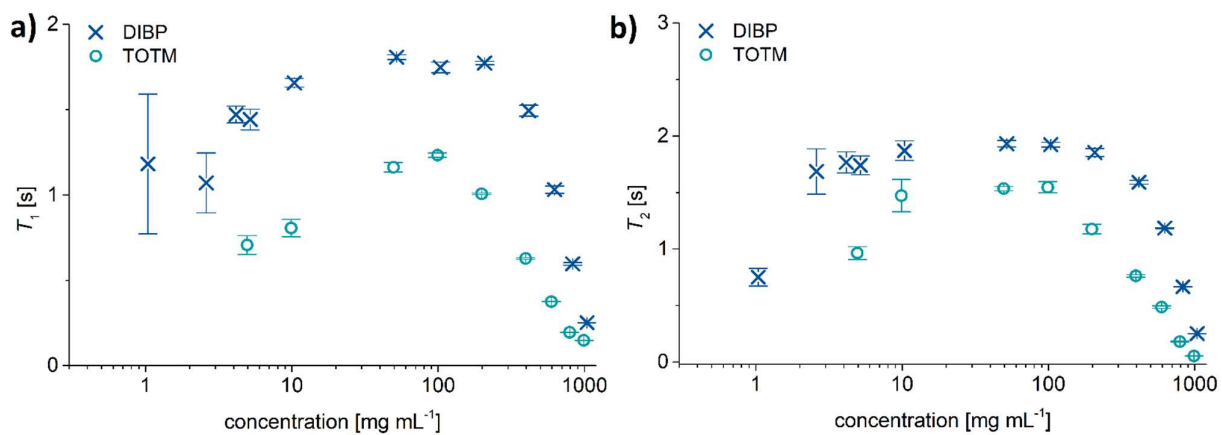 a)
2
1
0
T₁ [s]
DIBP
TOTM
1
10
100
1000
concentration [mg mL⁻¹]
b)
3
2
1
0
T₂ [s]
DIBP
TOTM
1
10
100
1000
concentration [mg mL⁻¹]